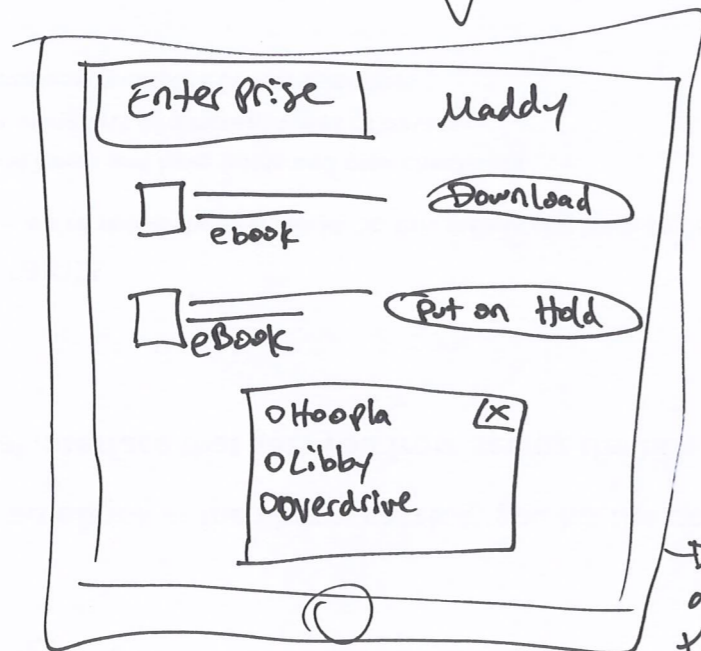 Enterprise
Maddy
Download
ebook
Put on Hold
eBook
Hoopla
X
Libby
Overdrive